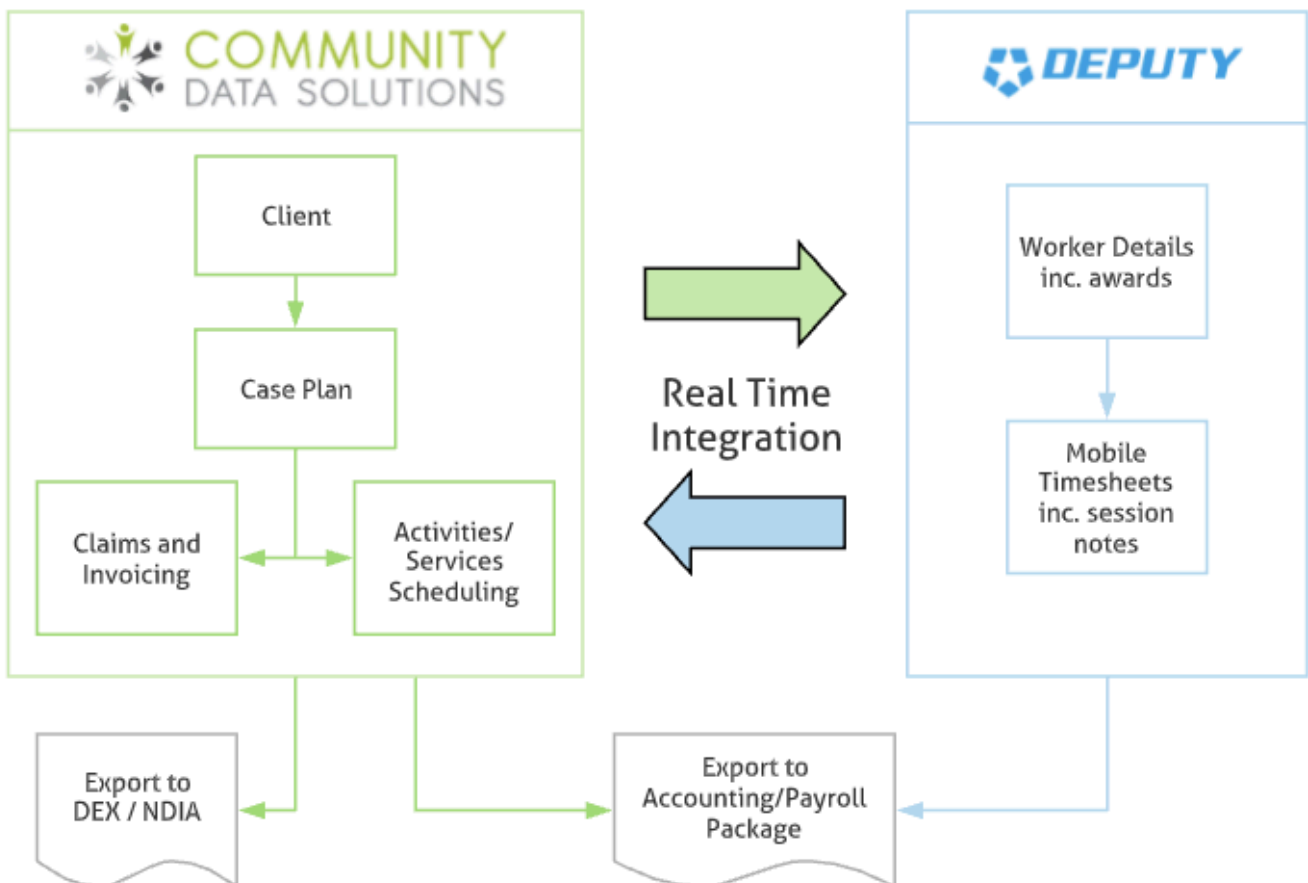 COMMUNITY
DATA SOLUTIONS
DEPUTY
Client
Case Plan
Claims and
Invoicing
Activities/
Services
Scheduling
Real Time
Integration
Worker Details
inc. awards
Mobile
Timesheets
inc. session
notes
Export to
DEX / NDIA
Export to
Accounting/Payroll
Package